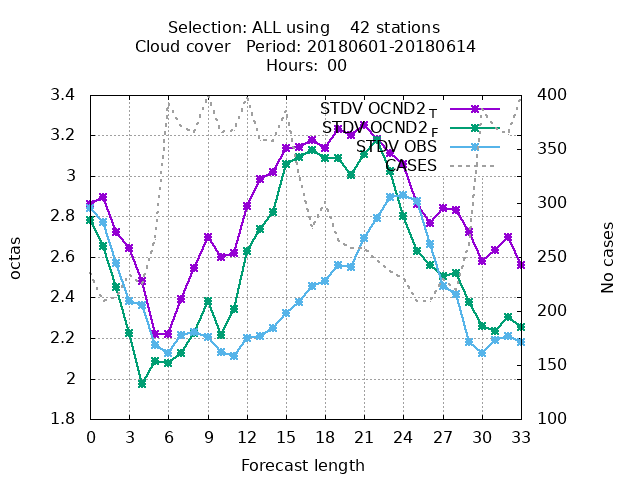 Selection: ALL using    42 stations
Cloud cover   Period: 20180601-20180614
Hours: 00
3.4
3.2
3
2.8
2.6
2.4
2.2
2
1.8
octas
STDV OCND2 T
STDV OCND2 F
STDV OBS
CASES
400
350
300
250
200
150
100
No cases
0 3 6 9 12 15 18 21 24 27 30 33
Forecast length